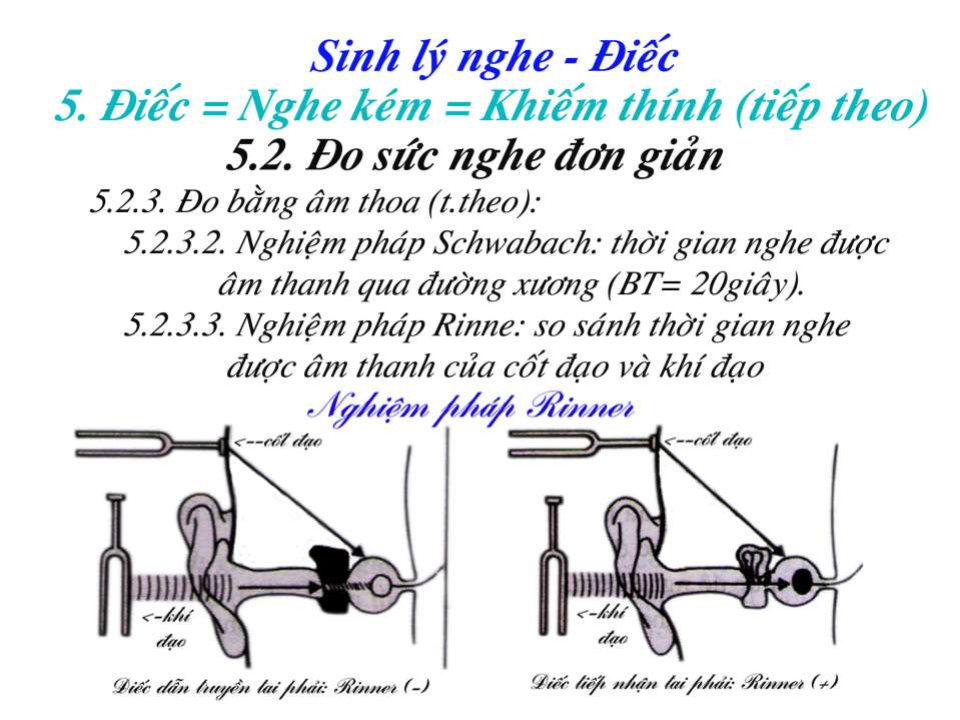 Sinh lý nghe - Điếc
5. Điếc = Nghe kém = Khiếm thính (tiếp theo)
5.2. Đo sức nghe đơn giản
5.2.3. Đo bằng âm thoa (t.theo):
5.2.3.2. Nghiệm pháp Schwabach: thời gian nghe được
âm thanh qua đường xương (BT= 20giây).
5.2.3.3. Nghiệm pháp Rinne: so sánh thời gian nghe
được âm thanh của cốt đạo và khí đạo
Nghiệm pháp Rinner
<--cốt đạo
<-khí
đạo
Điếc dẫn truyền tai phải: Rinner (-)
<--cốt đạo
<-khí
đạo
Điếc tiếp nhận tai phải: Rinner (+)